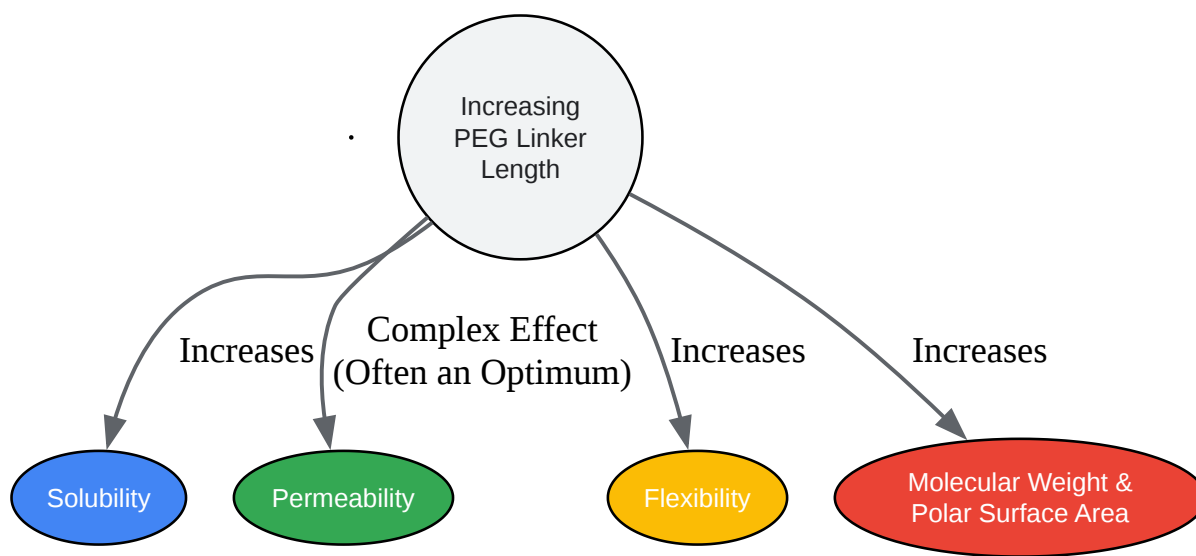 Increasing
PEG Linker
Length
Increases
Complex Effect
(Often an Optimum)
Increases
Increases
Solubility
Permeability
Flexibility
Molecular Weight &
Polar Surface Area